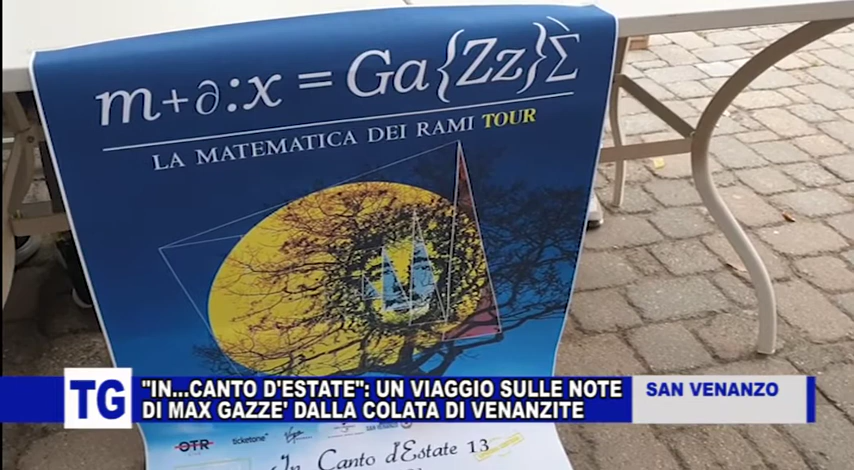 m+∂:x = Ga{Zz}Σ
LA MATEMATICA DEI RAMI TOUR
TG
"IN...CANTO D'ESTATE": UN VIAGGIO SULLE NOTE
DI MAX GAZZE' DALLA COLATA DI VENANZITE
SAN VENANZO
OTR
ticketone
Virgin
In Canto d'Estate 13